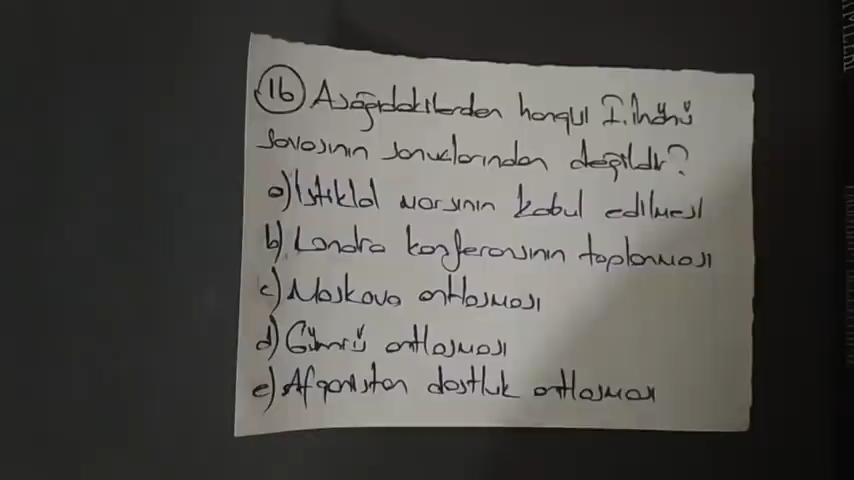 16 Aşağıdakilerden hangisi I. İnönü
savaşının sonuçlarından değildir?
a) İstiklal marşının kabul edilmesi
b) Londra konferansının toplanması
c) Moskova antlaşması
d) Gümrü antlaşması
e) Afganistan dostluk antlaşması